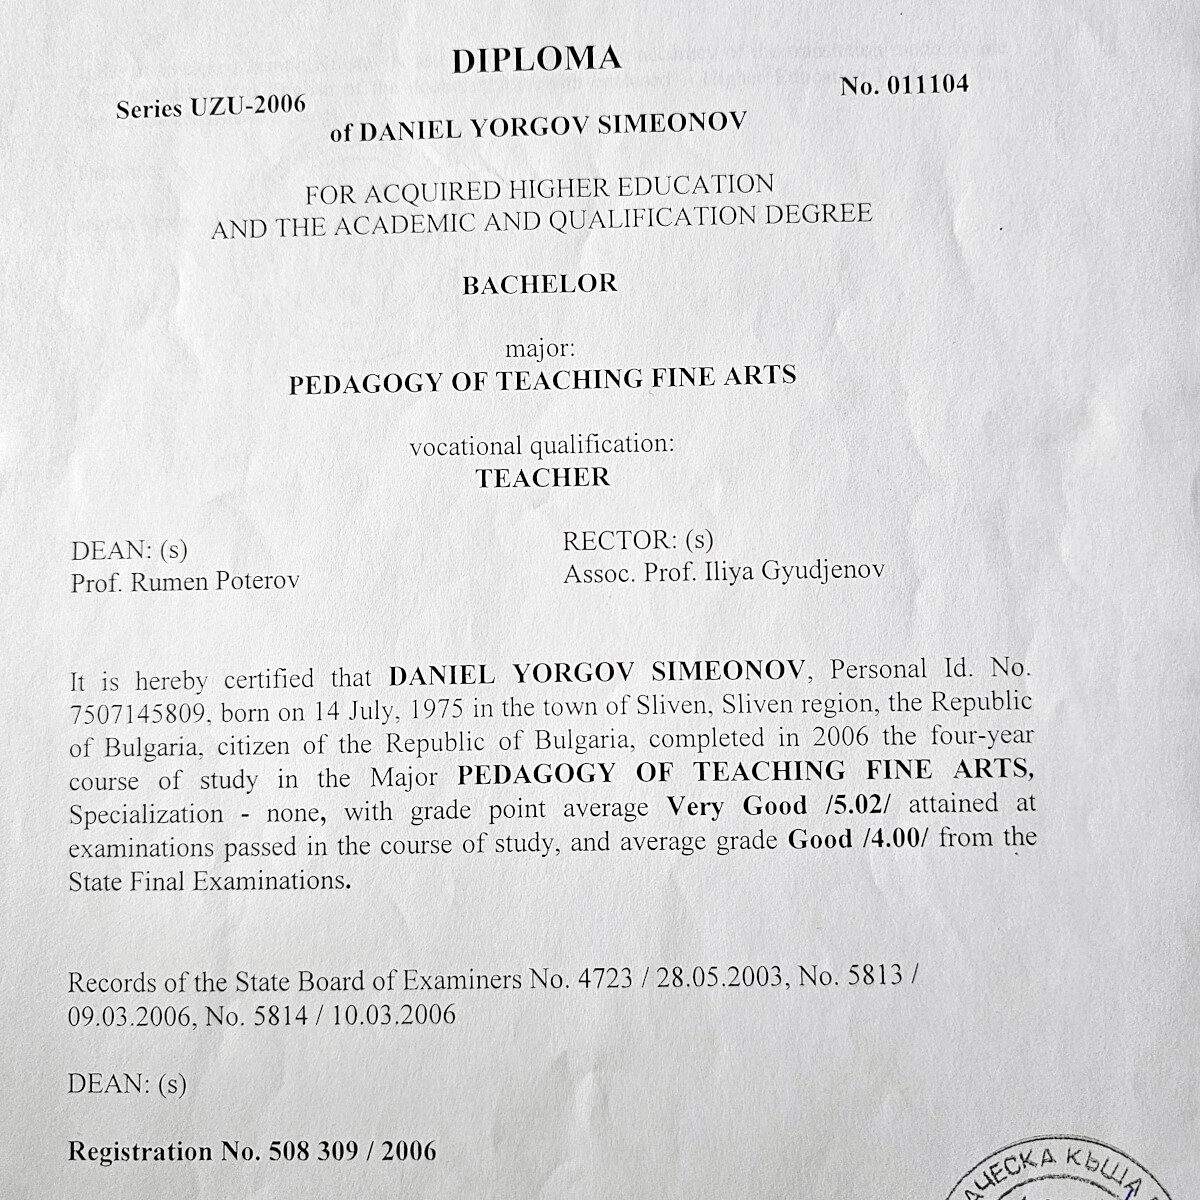 DIPLOMA
Series UZU-2006
No. 011104
of DANIEL YORGOV SIMEONOV
FOR ACQUIRED HIGHER EDUCATION
AND THE ACADEMIC AND QUALIFICATION DEGREE
BACHELOR
major:
PEDAGOGY OF TEACHING FINE ARTS
vocational qualification:
TEACHER
DEAN: (s)
Prof. Rumen Poterov
RECTOR: (s)
Assoc. Prof. Iliya Gyudjenov
It is hereby certified that DANIEL YORGOV SIMEONOV, Personal Id. No.
7507145809, born on 14 July, 1975 in the town of Sliven, Sliven region, the Republic
of Bulgaria, citizen of the Republic of Bulgaria, completed in 2006 the four-year
course of study in the Major PEDAGOGY OF TEACHING FINE ARTS,
Specialization - none, with grade point average Very Good /5.02/ attained at
examinations passed in the course of study, and average grade Good /4.00/ from the
State Final Examinations.
Records of the State Board of Examiners No. 4723 / 28.05.2003, No. 5813 /
09.03.2006, No. 5814 / 10.03.2006
DEAN: (s)
Registration No. 508 309 / 2006
КЪЩА